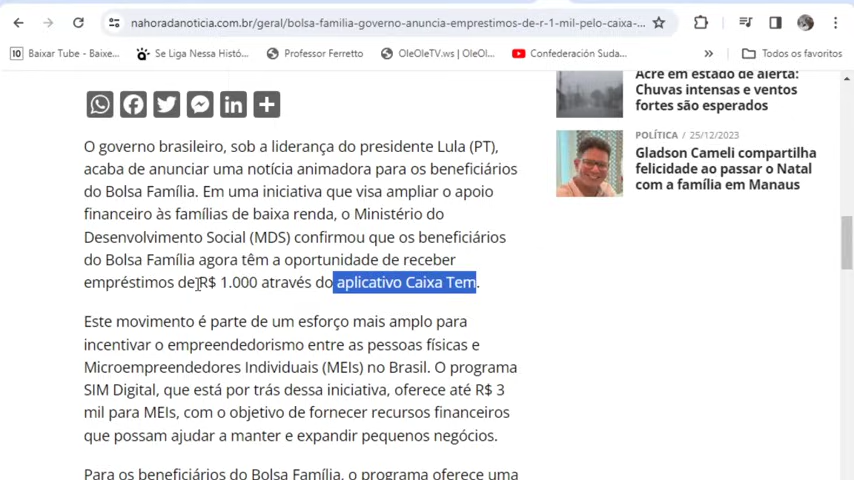 nahoradanoticia.com.br/geral/bolsa-familia-governo-anuncia-emprestimos-de-r-1-mil-pelo-caixa-...
10 Baixar Tube - Baixe...
Se Liga Nessa Histó...
Professor Ferretto
OleOleTV.ws | OleOl...
Confederación Suda...
»
Todos os favoritos
O governo brasileiro, sob a liderança do presidente Lula (PT),
acaba de anunciar uma notícia animadora para os beneficiários
do Bolsa Família. Em uma iniciativa que visa ampliar o apoio
financeiro às famílias de baixa renda, o Ministério do
Desenvolvimento Social (MDS) confirmou que os beneficiários
do Bolsa Família agora têm a oportunidade de receber
empréstimos de R$ 1.000 através do aplicativo Caixa Tem.
Este movimento é parte de um esforço mais amplo para
incentivar o empreendedorismo entre as pessoas físicas e
Microempreendedores Individuais (MEIs) no Brasil. O programa
SIM Digital, que está por trás dessa iniciativa, oferece até R$ 3
mil para MEIs, com o objetivo de fornecer recursos financeiros
que possam ajudar a manter e expandir pequenos negócios.
Para os beneficiários do Bolsa Família, o programa oferece uma
Acre em estado de alerta:
Chuvas intensas e ventos
fortes são esperados
POLÍTICA / 25/12/2023
Gladson Cameli compartilha
felicidade ao passar o Natal
com a família em Manaus